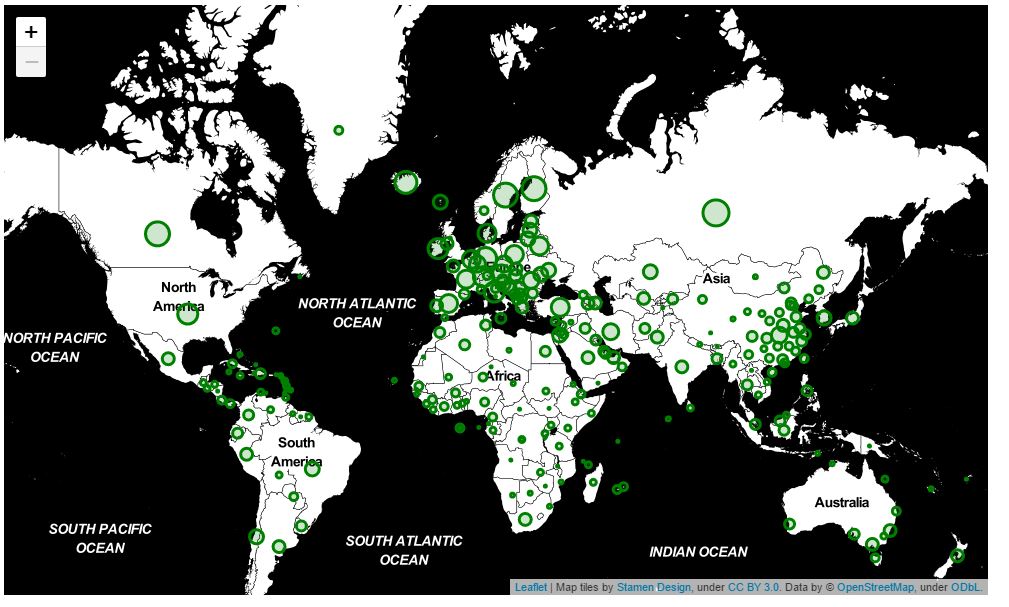 +
−
North
America
NORTH ATLANTIC
OCEAN
NORTH PACIFIC
OCEAN
Europe
Asia
Africa
South
America
Australia
SOUTH PACIFIC
OCEAN
SOUTH ATLANTIC
OCEAN
INDIAN OCEAN
Leaflet | Map tiles by Stamen Design, under CC BY 3.0. Data by © OpenStreetMap, under ODbL.